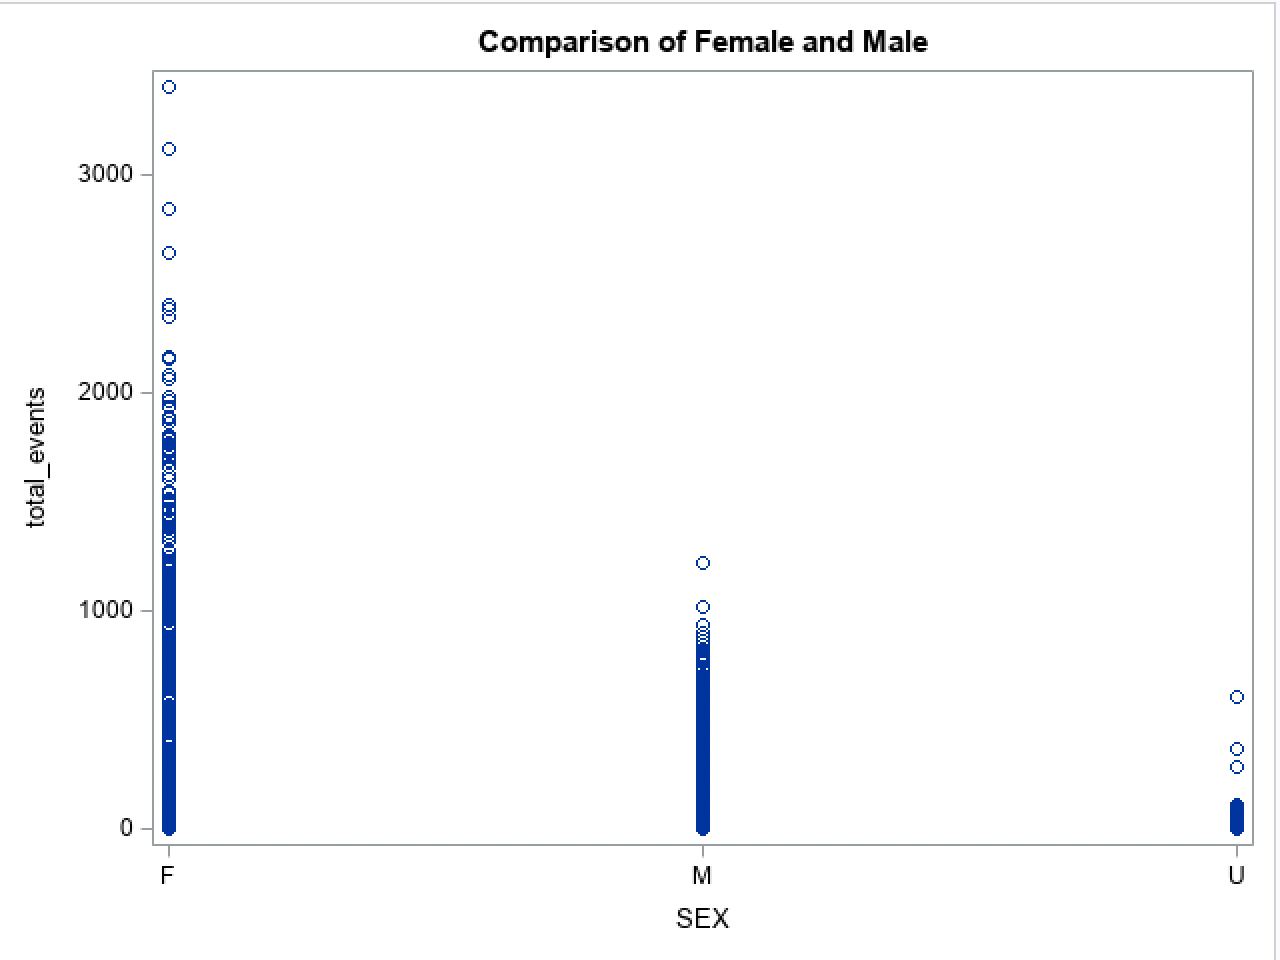 Comparison of Female and Male
3000
2000
1000
0
total_events
F M U
SEX